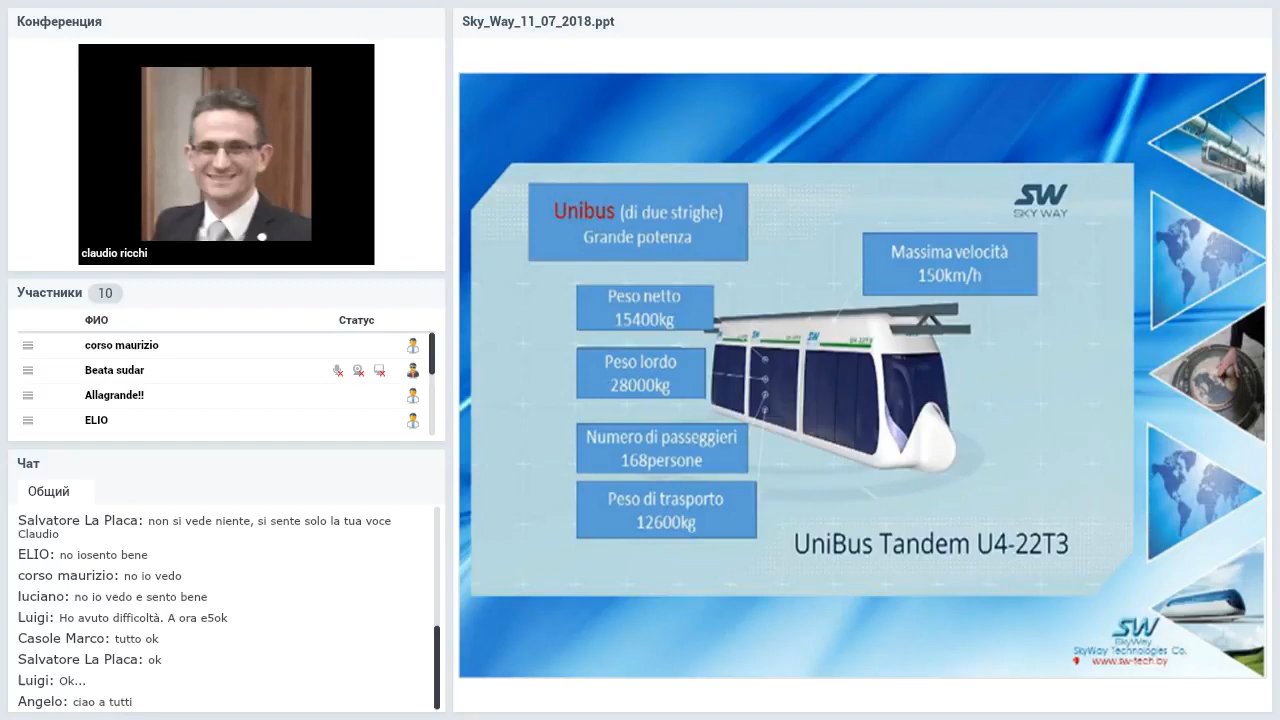 Конференция
claudio ricchi
Участники 10
ФИО Статус
corso maurizio
Beata sudar
Allagrande!!
ELIO
Чат
Общий
Salvatore La Placa: non si vede niente, si sente solo la tua voce
Claudio
ELIO: no iosento bene
corso maurizio: no io vedo
luciano: no io vedo e sento bene
Luigi: Ho avuto difficoltà. A ora e5ok
Casole Marco: tutto ok
Salvatore La Placa: ok
Luigi: Ok...
Angelo: ciao a tutti
Sky_Way_11_07_2018.ppt
Unibus (di due strighe)
Grande potenza
SW
SKY WAY
Massima velocità
150km/h
Peso netto
15400kg
Peso lordo
28000kg
Numero di passeggieri
168persone
Peso di trasporto
12600kg
UniBus Tandem U4-22T3
SW
SkyWay
SkyWay Technologies Co.
www.sw-tech.by